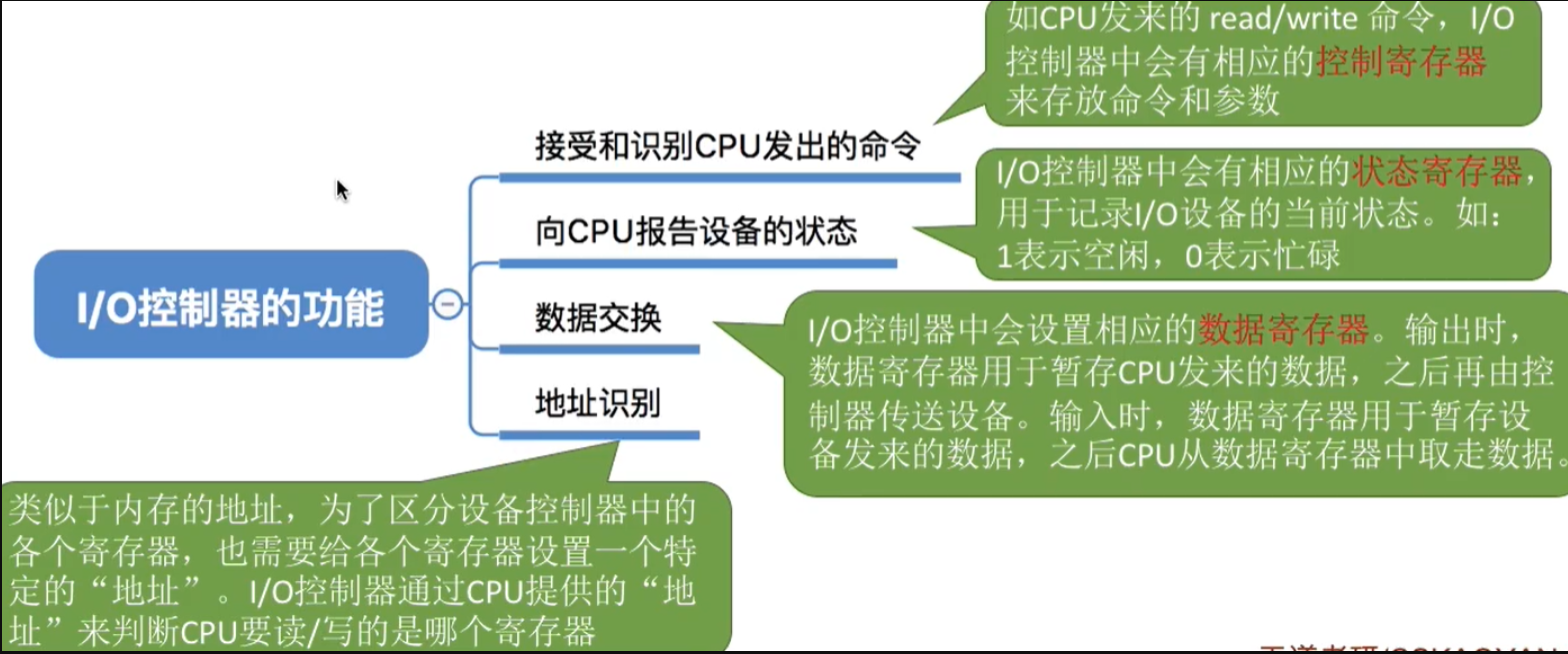 如CPU发来的 read/write 命令，I/O
控制器中会有相应的控制寄存器
来存放命令和参数
接受和识别CPU发出的命令
I/O控制器中会有相应的状态寄存器，
用于记录I/O设备的当前状态。如：
1表示空闲，0表示忙碌
向CPU报告设备的状态
I/O控制器的功能
数据交换
I/O控制器中会设置相应的数据寄存器。输出时，
数据寄存器用于暂存CPU发来的数据，之后再由控
制器传送设备。输入时，数据寄存器用于暂存设
备发来的数据，之后CPU从数据寄存器中取走数据。
地址识别
类似于内存的地址，为了区分设备控制器中的
各个寄存器，也需要给各个寄存器设置一个特
定的“地址”。I/O控制器通过CPU提供的“地
址”来判断CPU要读/写的是哪个寄存器